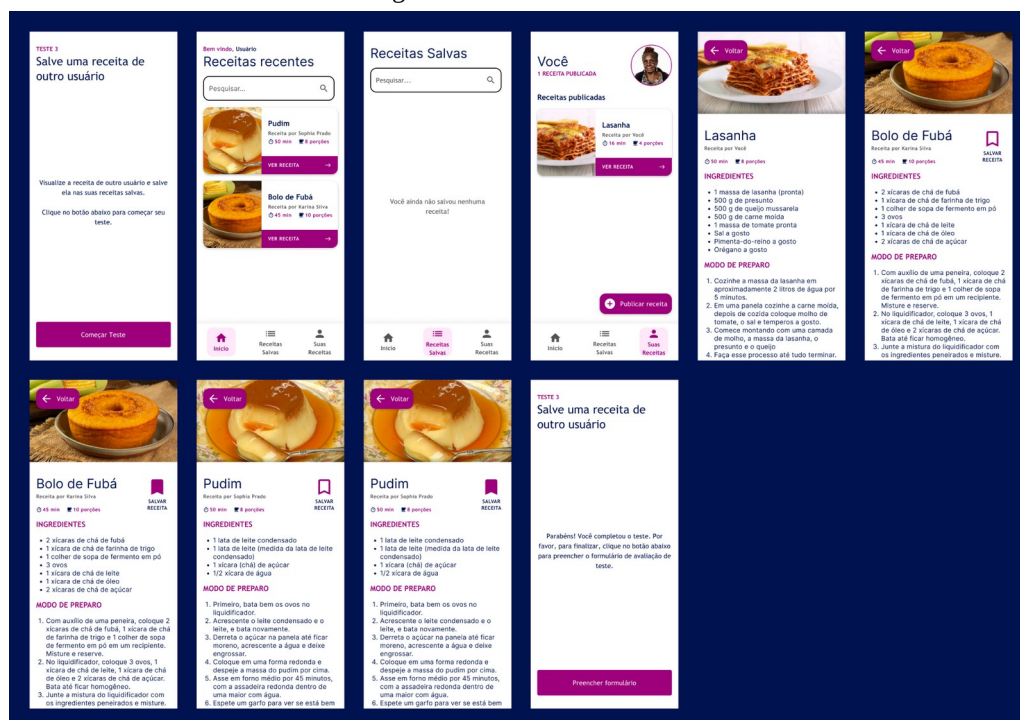 TESTE 3
Salve uma receita de
outro usuário
Visualize a receita de outro usuário e salve
ela nas suas receitas salvas.
Clique no botão abaixo para começar seu
teste.
Começar Teste
Bem vindo, Usuário
Receitas recentes
Pesquisar...
Pudim
Receita por Sophia Prado
50 min 8 porções
VER RECEITA →
Bolo de Fubá
Receita por Karina Silva
45 min 10 porções
VER RECEITA →
Início
Receitas
Salvas
Suas
Receitas
Receitas Salvas
Pesquisar...
Você ainda não salvou nenhuma
receita!
Início
Receitas
Salvas
Suas
Receitas
Você
1 RECEITA PUBLICADA
Receitas publicadas
Lasanha
Receita por Você
16 min 4 porções
VER RECEITA →
Publicar receita
Início
Receitas
Salvas
Suas
Receitas
← Voltar
Lasanha
Receita por Você
50 min 8 porções
INGREDIENTES
• 1 massa de lasanha (pronta)
• 500 g de presunto
• 500 g de queijo mussarela
• 500 g de carne moída
• 1 massa de tomate pronta
• Sal a gosto
• Pimenta-do-reino a gosto
• Orégano a gosto
MODO DE PREPARO
1. Cozinhe a massa da lasanha em
aproximadamente 2 litros de água por
5 minutos.
2. Em uma panela cozinhe a carne moída,
depois de cozida coloque molho de
tomate, o sal e temperos a gosto.
3. Comece montando com uma camada
de molho, a massa da lasanha, o
presunto e o queijo
4. Faça esse processo até tudo terminar.
← Voltar
Bolo de Fubá
Receita por Karina Silva
45 min 10 porções
SALVAR
RECEITA
INGREDIENTES
• 2 xícaras de chá de fubá
• 1 xícara de chá de farinha de trigo
• 1 colher de sopa de fermento em pó
• 3 ovos
• 1 xícara de chá de leite
• 1 xícara de chá de óleo
• 2 xícaras de chá de açúcar
MODO DE PREPARO
1. Com auxílio de uma peneira, coloque 2
xícaras de chá de fubá, 1 xícara de chá
de farinha de trigo e 1 colher de sopa
de fermento em pó em um recipiente.
Misture e reserve.
2. No liquidificador, coloque 3 ovos, 1
xícara de chá de leite, 1 xícara de chá
de óleo e 2 xícaras de chá de açúcar.
Bata até ficar homogêneo.
3. Junte a mistura do liquidificador com
os ingredientes peneirados e misture.
← Voltar
Bolo de Fubá
Receita por Karina Silva
45 min 10 porções
SALVAR
RECEITA
INGREDIENTES
• 2 xícaras de chá de fubá
• 1 xícara de chá de farinha de trigo
• 1 colher de sopa de fermento em pó
• 3 ovos
• 1 xícara de chá de leite
• 1 xícara de chá de óleo
• 2 xícaras de chá de açúcar
MODO DE PREPARO
1. Com auxílio de uma peneira, coloque 2
xícaras de chá de fubá, 1 xícara de chá
de farinha de trigo e 1 colher de sopa
de fermento em pó em um recipiente.
Misture e reserve.
2. No liquidificador, coloque 3 ovos, 1
xícara de chá de leite, 1 xícara de chá
de óleo e 2 xícaras de chá de açúcar.
Bata até ficar homogêneo.
3. Junte a mistura do liquidificador com
os ingredientes peneirados e misture.
← Voltar
Pudim
Receita por Sophia Prado
50 min 8 porções
SALVAR
RECEITA
INGREDIENTES
• 1 lata de leite condensado
• 1 lata de leite (medida da lata de leite
condensado)
• 1 xícara (chá) de açúcar
• 1/2 xícara de água
MODO DE PREPARO
1. Primeiro, bata bem os ovos no
liquidificador.
2. Acrescente o leite condensado e o
leite, e bata novamente.
3. Derreta o açúcar na panela até ficar
moreno, acrescente a água e deixe
engrossar.
4. Coloque em uma forma redonda e
despeje a massa do pudim por cima.
5. Asse em forno médio por 45 minutos,
com a assadeira redonda dentro de
uma maior com água.
6. Espete um garfo para ver se está bem
← Voltar
Pudim
Receita por Sophia Prado
50 min 8 porções
SALVAR
RECEITA
INGREDIENTES
• 1 lata de leite condensado
• 1 lata de leite (medida da lata de leite
condensado)
• 1 xícara (chá) de açúcar
• 1/2 xícara de água
MODO DE PREPARO
1. Primeiro, bata bem os ovos no
liquidificador.
2. Acrescente o leite condensado e o
leite, e bata novamente.
3. Derreta o açúcar na panela até ficar
moreno, acrescente a água e deixe
engrossar.
4. Coloque em uma forma redonda e
despeje a massa do pudim por cima.
5. Asse em forno médio por 45 minutos,
com a assadeira redonda dentro de
uma maior com água.
6. Espete um garfo para ver se está bem
TESTE 3
Salve uma receita de
outro usuário
Parabéns! Você completou o teste. Por
favor, para finalizar, clique no botão abaixo
para preencher o formulário de avaliação de
teste.
Preencher formulário